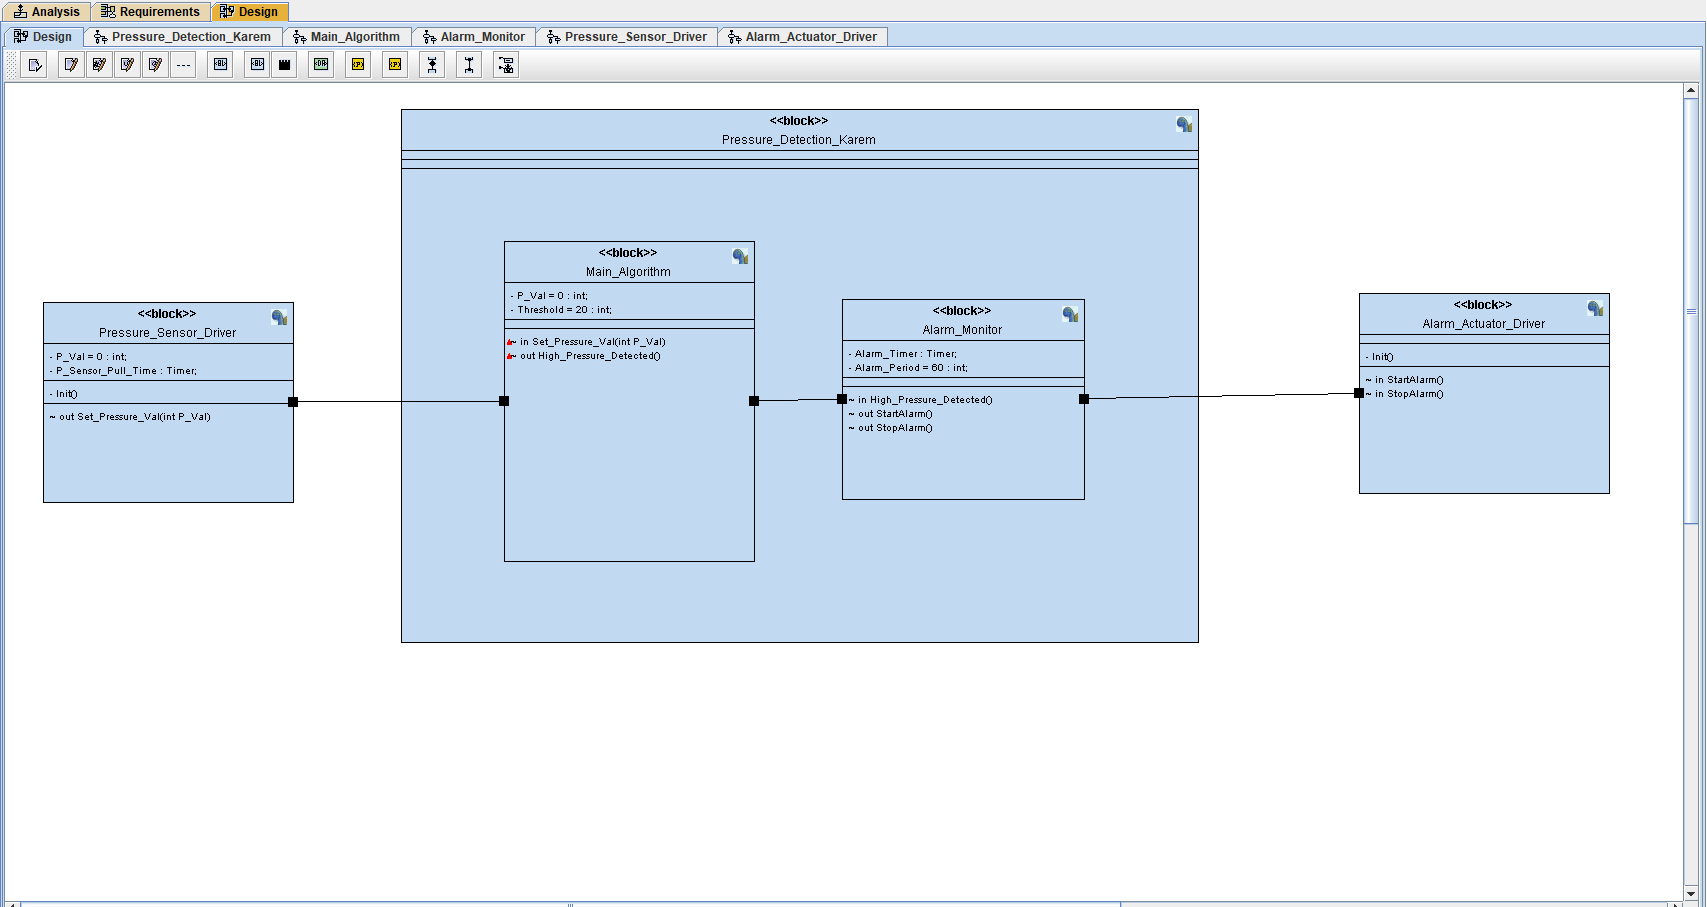 Analysis
Requirements
Design
Design
Pressure_Detection_Karem
Main_Algorithm
Alarm_Monitor
Pressure_Sensor_Driver
Alarm_Actuator_Driver
<<block>>
Pressure_Detection_Karem
<<block>>
Pressure_Sensor_Driver
- P_Val = 0 : int;
- P_Sensor_Pull_Time : Timer;
- Init()
~ out Set_Pressure_Val(int P_Val)
<<block>>
Main_Algorithm
- P_Val = 0 : int;
- Threshold = 20 : int;
~ in Set_Pressure_Val(int P_Val)
~ out High_Pressure_Detected()
<<block>>
Alarm_Monitor
- Alarm_Timer : Timer;
- Alarm_Period = 60 : int;
~ in High_Pressure_Detected()
~ out StartAlarm()
~ out StopAlarm()
<<block>>
Alarm_Actuator_Driver
- Init()
~ in StartAlarm()
~ in StopAlarm()